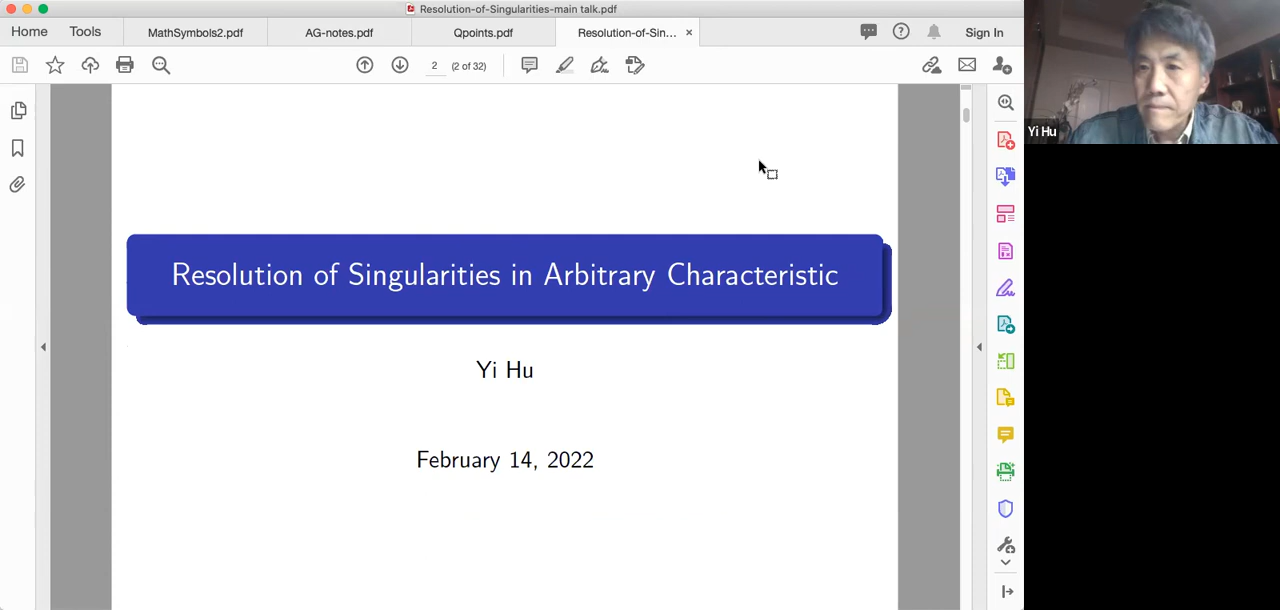 Resolution-of-Singularities-main talk.pdf
Home Tools MathSymbols2.pdf AG-notes.pdf Qpoints.pdf Resolution-of-Sin... × Sign In
2 (2 of 32)
Yi Hu
Resolution of Singularities in Arbitrary Characteristic
Yi Hu
February 14, 2022